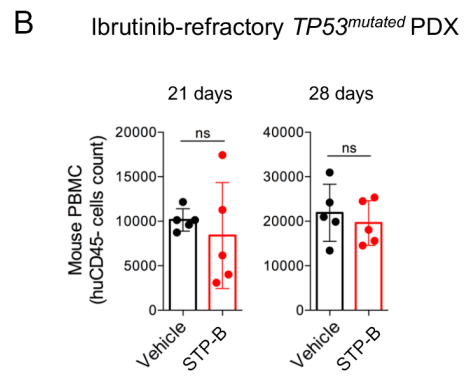 B
Ibrutinib-refractory TP53mutated PDX
21 days
28 days
Mouse PBMC
(huCD45- cells count)
20000
15000
10000
5000
0
ns
Vehicle
STP-B
40000
30000
20000
10000
0
ns
Vehicle
STP-B